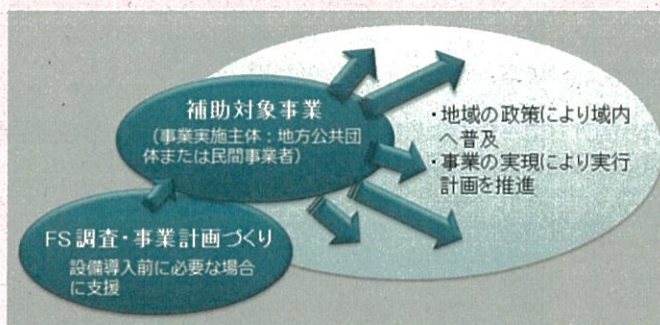 補助対象事業
（事業実施主体：地方公共団
体または民間事業者）
・地域の政策により域内
へ普及
・事業の実現により実行
計画を推進
FS調査・事業計画づくり
設備導入前に必要な場合
に支援